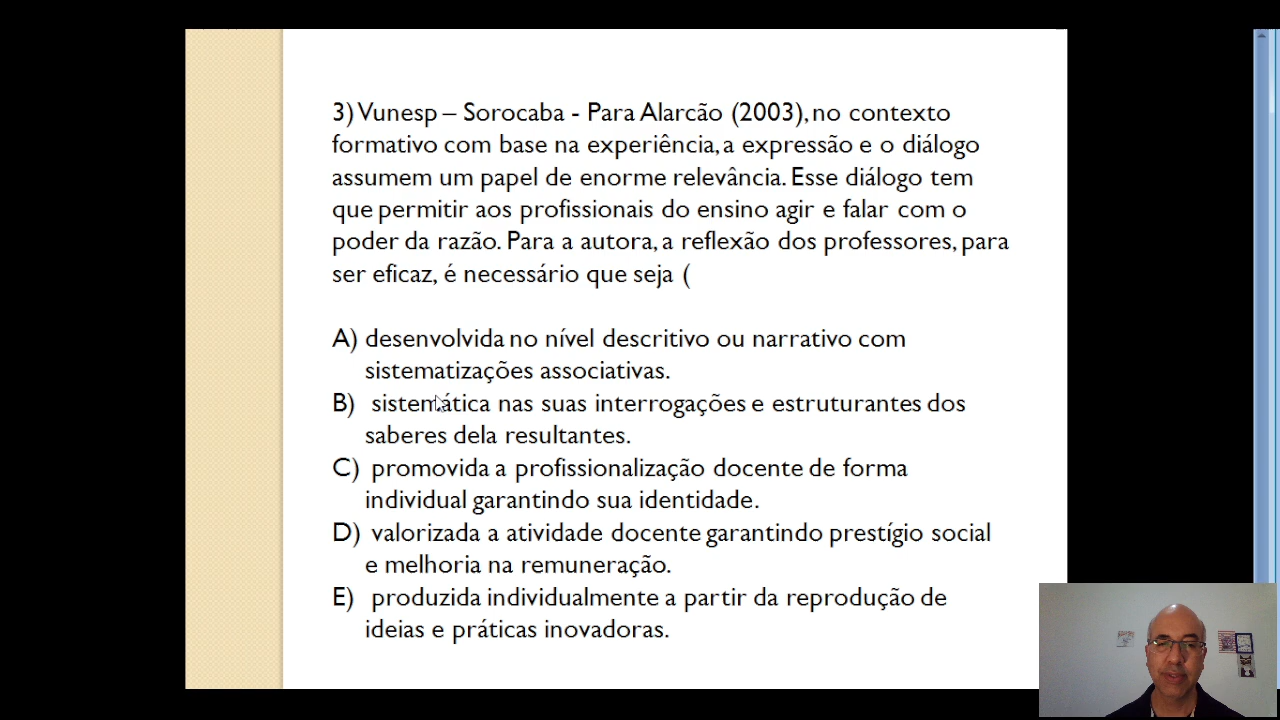 3) Vunesp – Sorocaba - Para Alarcão (2003), no contexto
formativo com base na experiência, a expressão e o diálogo
assumem um papel de enorme relevância. Esse diálogo tem
que permitir aos profissionais do ensino agir e falar com o
poder da razão. Para a autora, a reflexão dos professores, para
ser eficaz, é necessário que seja (
A) desenvolvida no nível descritivo ou narrativo com
sistematizações associativas.
B) sistemática nas suas interrogações e estruturantes dos
saberes dela resultantes.
C) promovida a profissionalização docente de forma
individual garantindo sua identidade.
D) valorizada a atividade docente garantindo prestígio social
e melhoria na remuneração.
E) produzida individualmente a partir da reprodução de
ideias e práticas inovadoras.